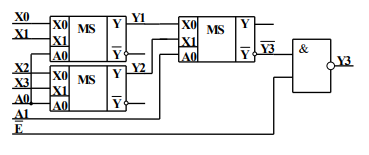 X0 X0 MS Y Y1 X0 MS Y
X1 X1 X1 & 
A0 Y̅ A0 Y̅ Y̅3̅ Y3
X2 X0 MS Y Y2
X3 X1
A0 A0 Y̅
A1
E̅